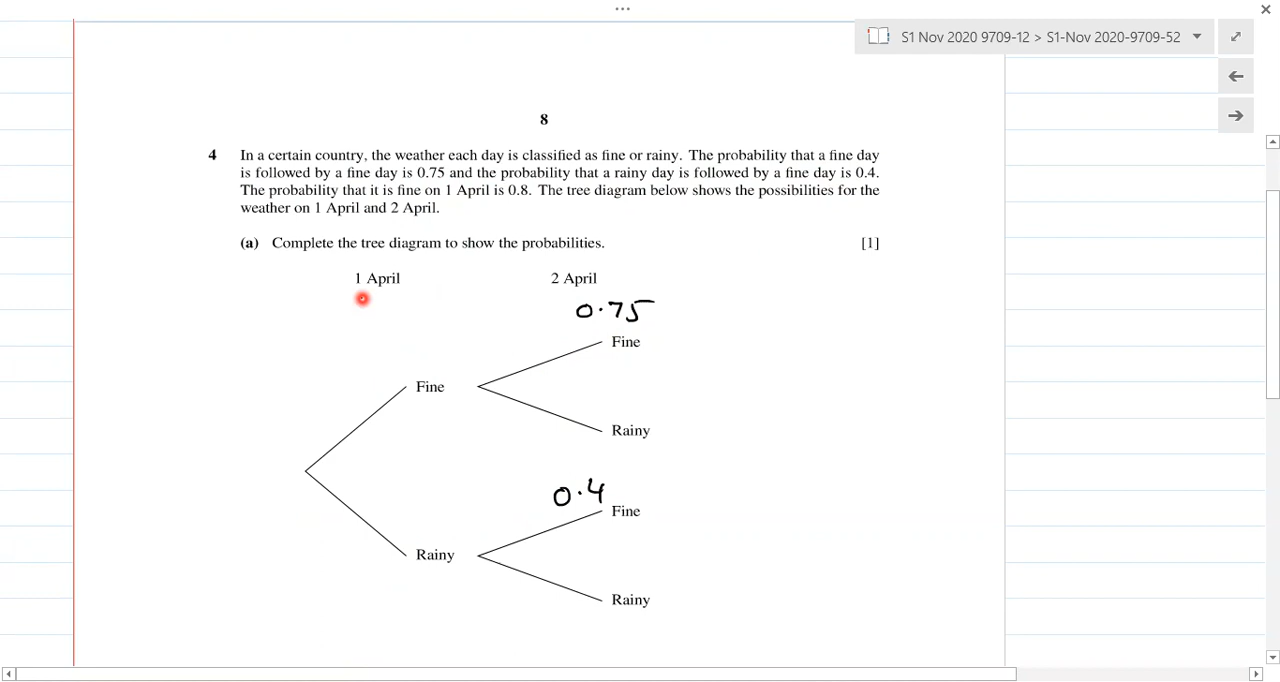 S1 Nov 2020 9709-12 > S1-Nov 2020-9709-52
8
4 In a certain country, the weather each day is classified as fine or rainy. The probability that a fine day
is followed by a fine day is 0.75 and the probability that a rainy day is followed by a fine day is 0.4.
The probability that it is fine on 1 April is 0.8. The tree diagram below shows the possibilities for the
weather on 1 April and 2 April.
(a) Complete the tree diagram to show the probabilities. [1]
1 April 2 April
0.75
Fine
Fine
Rainy
0.4
Fine
Rainy
Rainy